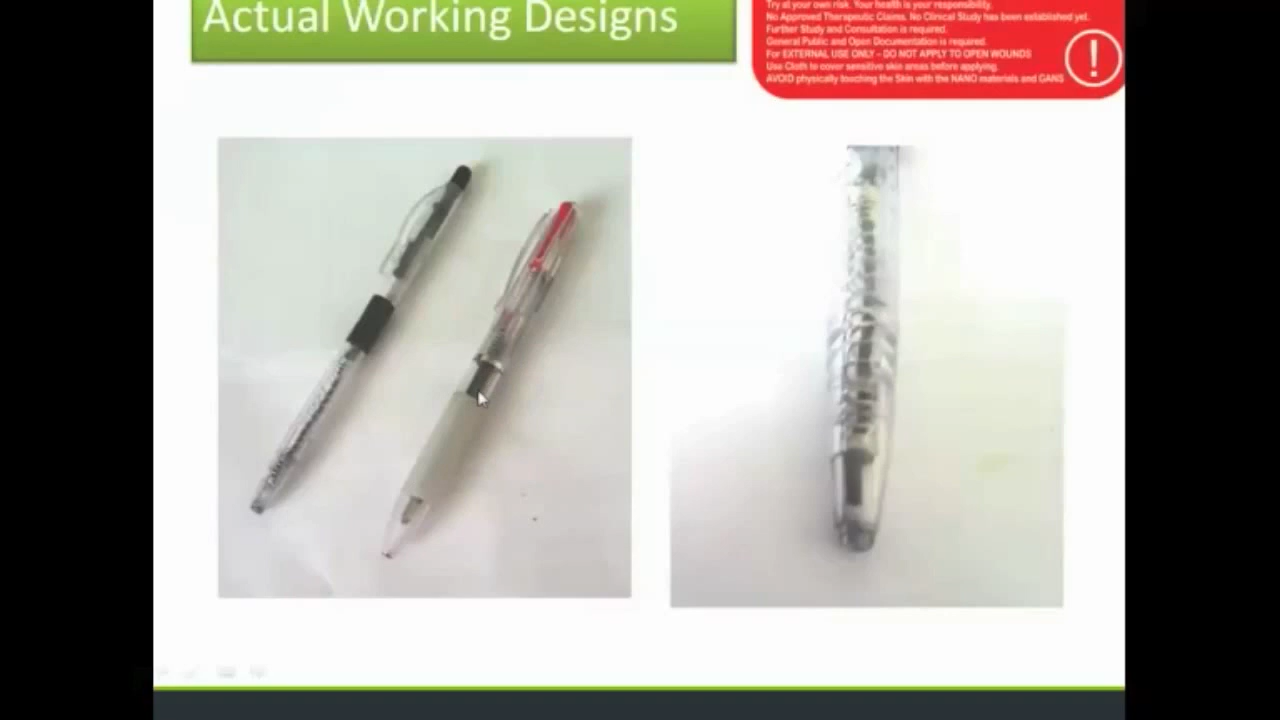 Actual Working Designs
Try at your own risk. Your health is your responsibility.
No Approved Therapeutic Claims. No Clinical Study has been established yet.
Further Study and Consultation is required.
General Public and Open Documentation is required.
For EXTERNAL USE ONLY – DO NOT APPLY TO OPEN WOUNDS
Use Cloth to cover sensitive skin areas before applying.
AVOID physically touching the Skin with the NANO materials and GANS
!